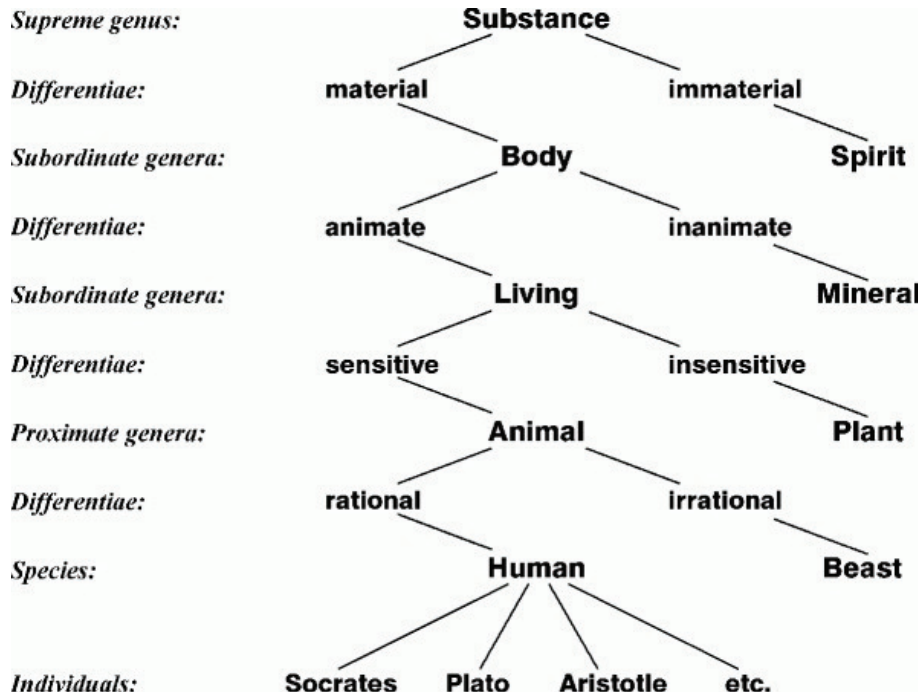 Supreme genus: Substance
Differentiae: material immaterial
Subordinate genera: Body Spirit
Differentiae: animate inanimate
Subordinate genera: Living Mineral
Differentiae: sensitive insensitive
Proximate genera: Animal Plant
Differentiae: rational irrational
Species: Human Beast
Individuals: Socrates Plato Aristotle etc.